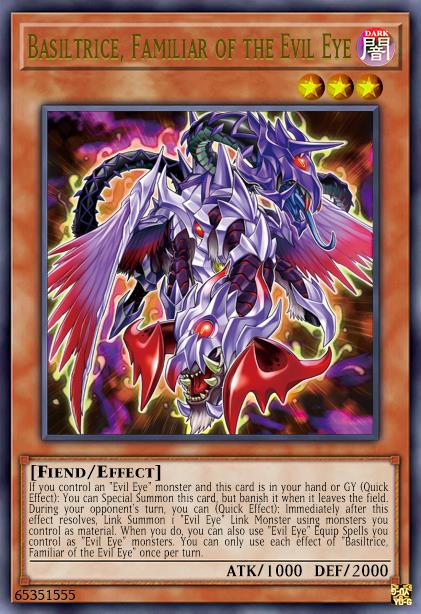 Basiltrice, Familiar of the Evil Eye
DARK
闇
[Fiend/Effect]
If you control an "Evil Eye" monster and this card is in your hand or GY (Quick
Effect): You can Special Summon this card, but banish it when it leaves the field.
During your opponent's turn, you can (Quick Effect): Immediately after this
effect resolves, Link Summon 1 "Evil Eye" Link Monster using monsters you
control as material. When you do, you can also use "Evil Eye" Equip Spells you
control as "Evil Eye" monsters. You can only use each effect of "Basiltrice,
Familiar of the Evil Eye" once per turn.
ATK/1000 DEF/2000
65351555